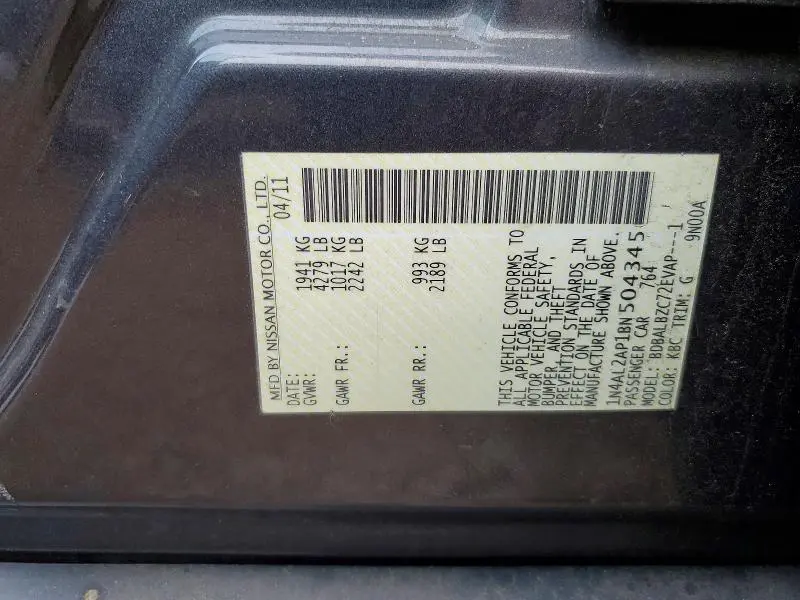 MFD BY NISSAN MOTOR CO., LTD.
DATE: 04/11
GVWR: 1941 KG
4279 LB
GAWR FR.: 1017 KG
2242 LB
GAWR RR.: 993 KG
2189 LB
THIS VEHICLE CONFORMS TO
ALL APPLICABLE FEDERAL
MOTOR VEHICLE SAFETY,
BUMPER, AND THEFT
PREVENTION STANDARDS IN
EFFECT ON THE DATE OF
MANUFACTURE SHOWN ABOVE.
1N4AL2AP1BN504345
PASSENGER CAR 764
MODEL: BDBALBZC72EVAP---1
COLOR: KBC TRIM: G 9N00A